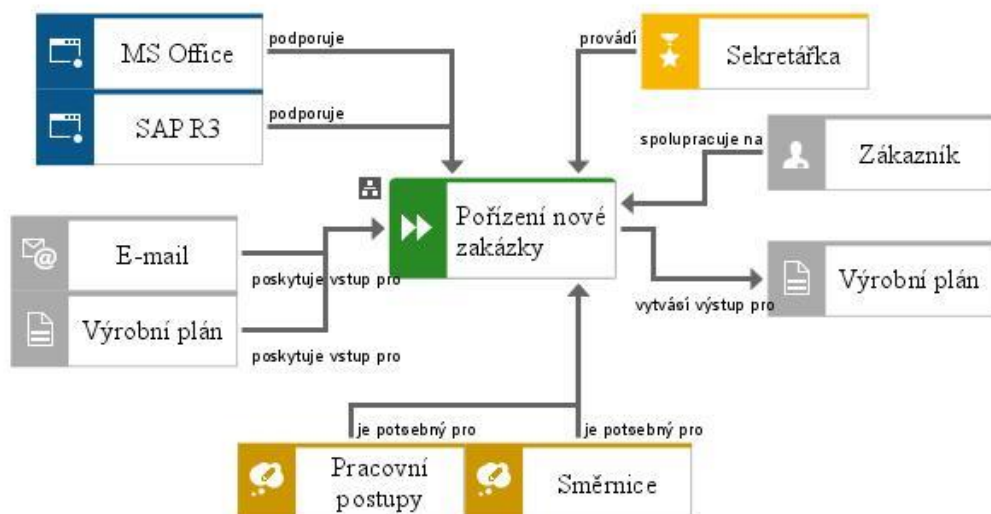 podporuje
MS Office
provádí
Sekretářka
podporuje
SAP R3
spolupracuje na
Zákazník
Pořízení nové
zakázky
E-mail
poskytuje vstup pro
Výrobní plán
vytvásí výstup pro
Výrobní plán
poskytuje vstup pro
je potsebný pro
je potsebný pro
Pracovní
postupy
Směrnice